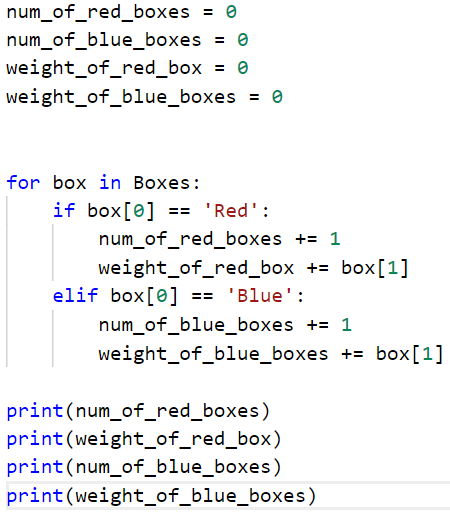 num_of_red_boxes = 0
num_of_blue_boxes = 0
weight_of_red_box = 0
weight_of_blue_boxes = 0
for box in Boxes:
    if box[0] == 'Red':
        num_of_red_boxes += 1
        weight_of_red_box += box[1]
    elif box[0] == 'Blue':
        num_of_blue_boxes += 1
        weight_of_blue_boxes += box[1]
print(num_of_red_boxes)
print(weight_of_red_box)
print(num_of_blue_boxes)
print(weight_of_blue_boxes)